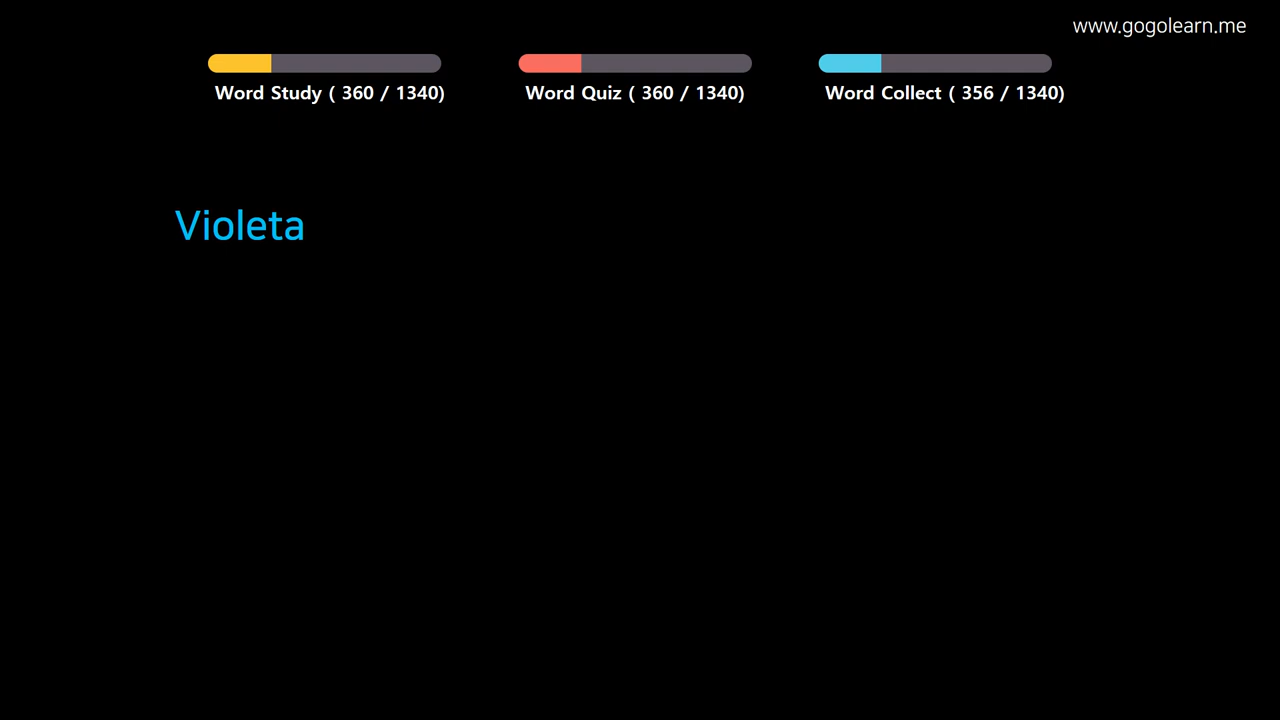 www.gogolearn.me
Word Study ( 360 / 1340)
Word Quiz ( 360 / 1340)
Word Collect ( 356 / 1340)
Violeta